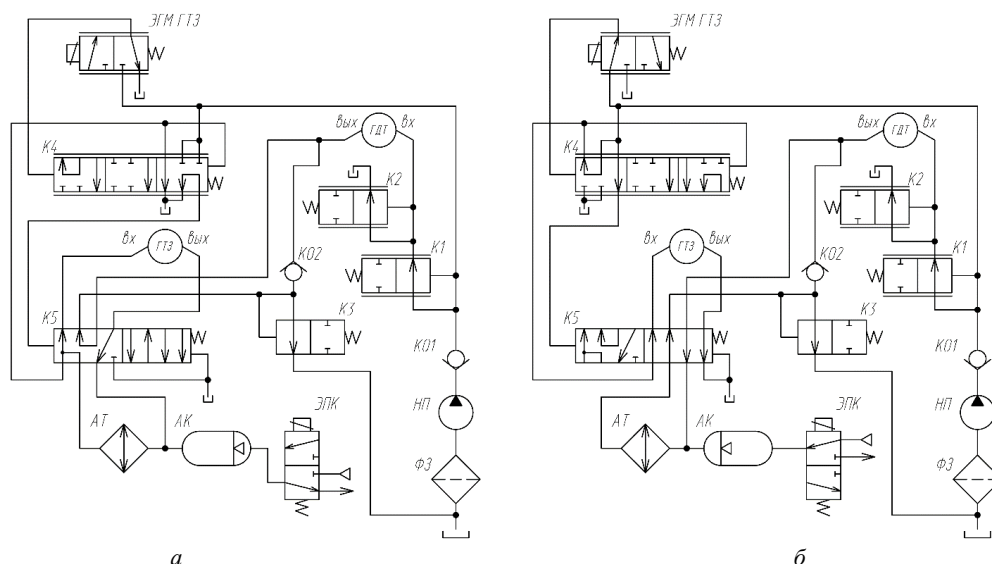 ЭГМ ГТЗ
вых
ГДТ
вх
К4
К2
К1
вх
ГТЗ
вых
КО2
К5
К3
КО1
АТ
АК
ЭПК
НП
ФЗ
а
ЭГМ ГТЗ
вых
ГДТ
вх
К4
К2
К1
вх
ГТЗ
вых
КО2
К5
К3
КО1
АТ
АК
ЭПК
НП
ФЗ
б